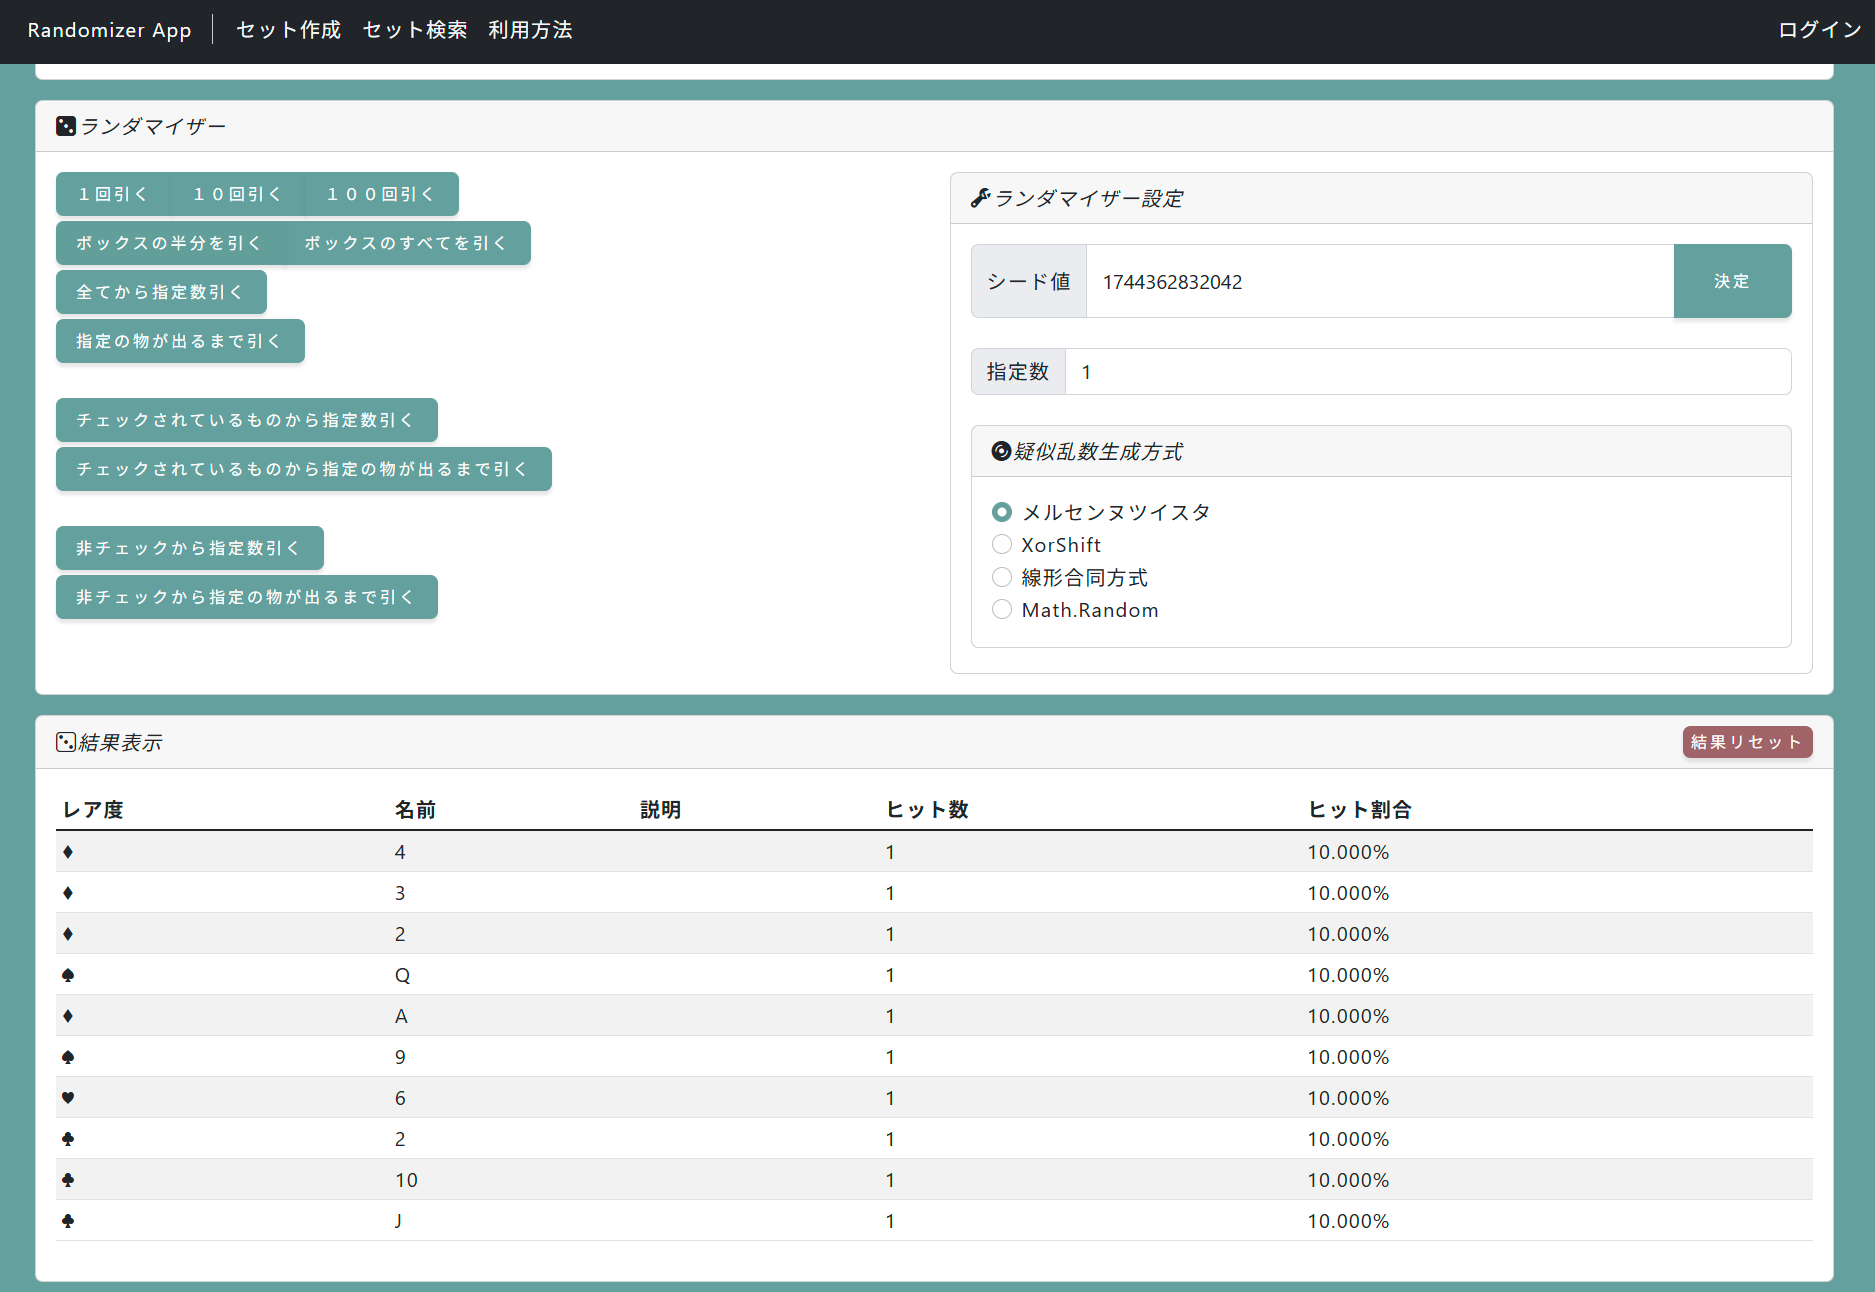 Randomizer App セット作成 セット検索 利用方法 ログイン
ランダマイザー
１回引く １０回引く １００回引く
ボックスの半分を引く ボックスのすべてを引く
全てから指定数引く
指定の物が出るまで引く
チェックされているものから指定数引く
チェックされているものから指定の物が出るまで引く
非チェックから指定数引く
非チェックから指定の物が出るまで引く
ランダマイザー設定
シード値 1744362832042 決定
指定数 1
疑似乱数生成方式
メルセンヌツイスタ
XorShift
線形合同方式
Math.Random
結果表示 結果リセット
レア度 名前 説明 ヒット数 ヒット割合
♦ 4 1 10.000%
♦ 3 1 10.000%
♦ 2 1 10.000%
♠ Q 1 10.000%
♦ A 1 10.000%
♠ 9 1 10.000%
♥ 6 1 10.000%
♣ 2 1 10.000%
♣ 10 1 10.000%
♣ J 1 10.000%